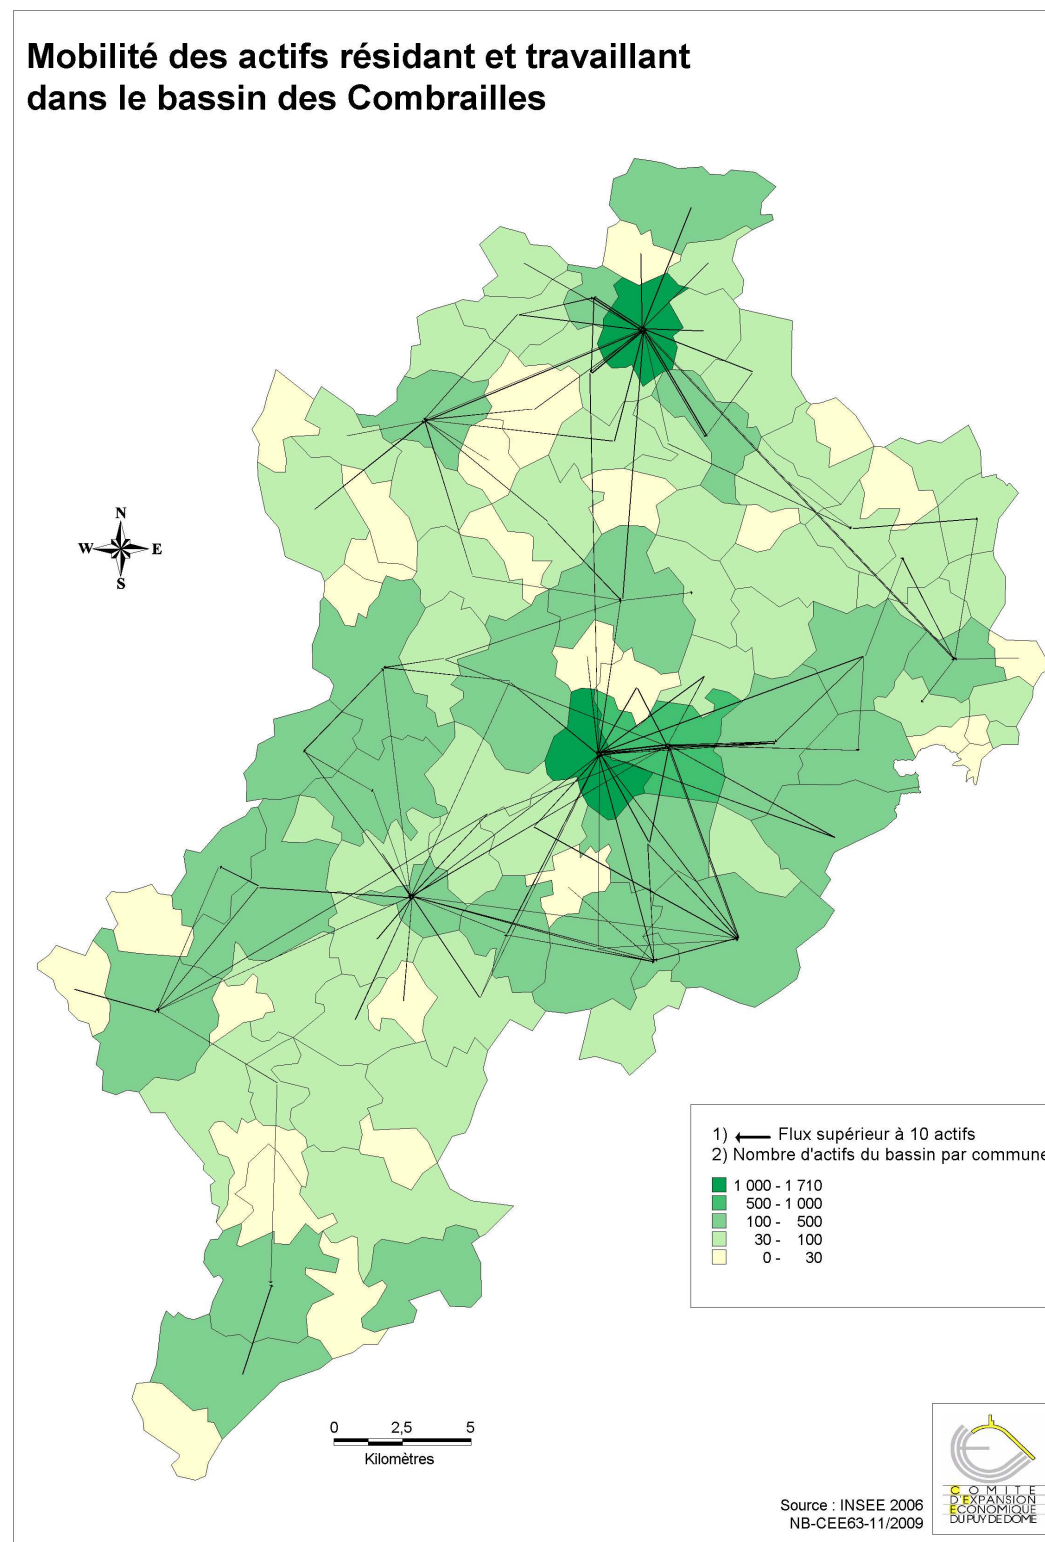 Mobilité des actifs résidant et travaillant
dans le bassin des Combrailles
N
W E
S
1) Flux supérieur à 10 actifs
2) Nombre d'actifs du bassin par commune
1 000 - 1 710
500 - 1 000
100 - 500
30 - 100
0 - 30
0 2,5 5
Kilomètres
Source : INSEE 2006
NB-CEE63-11/2009
COMITE
D'EXPANSION
ECONOMIQUE
DU PUY DE DOME